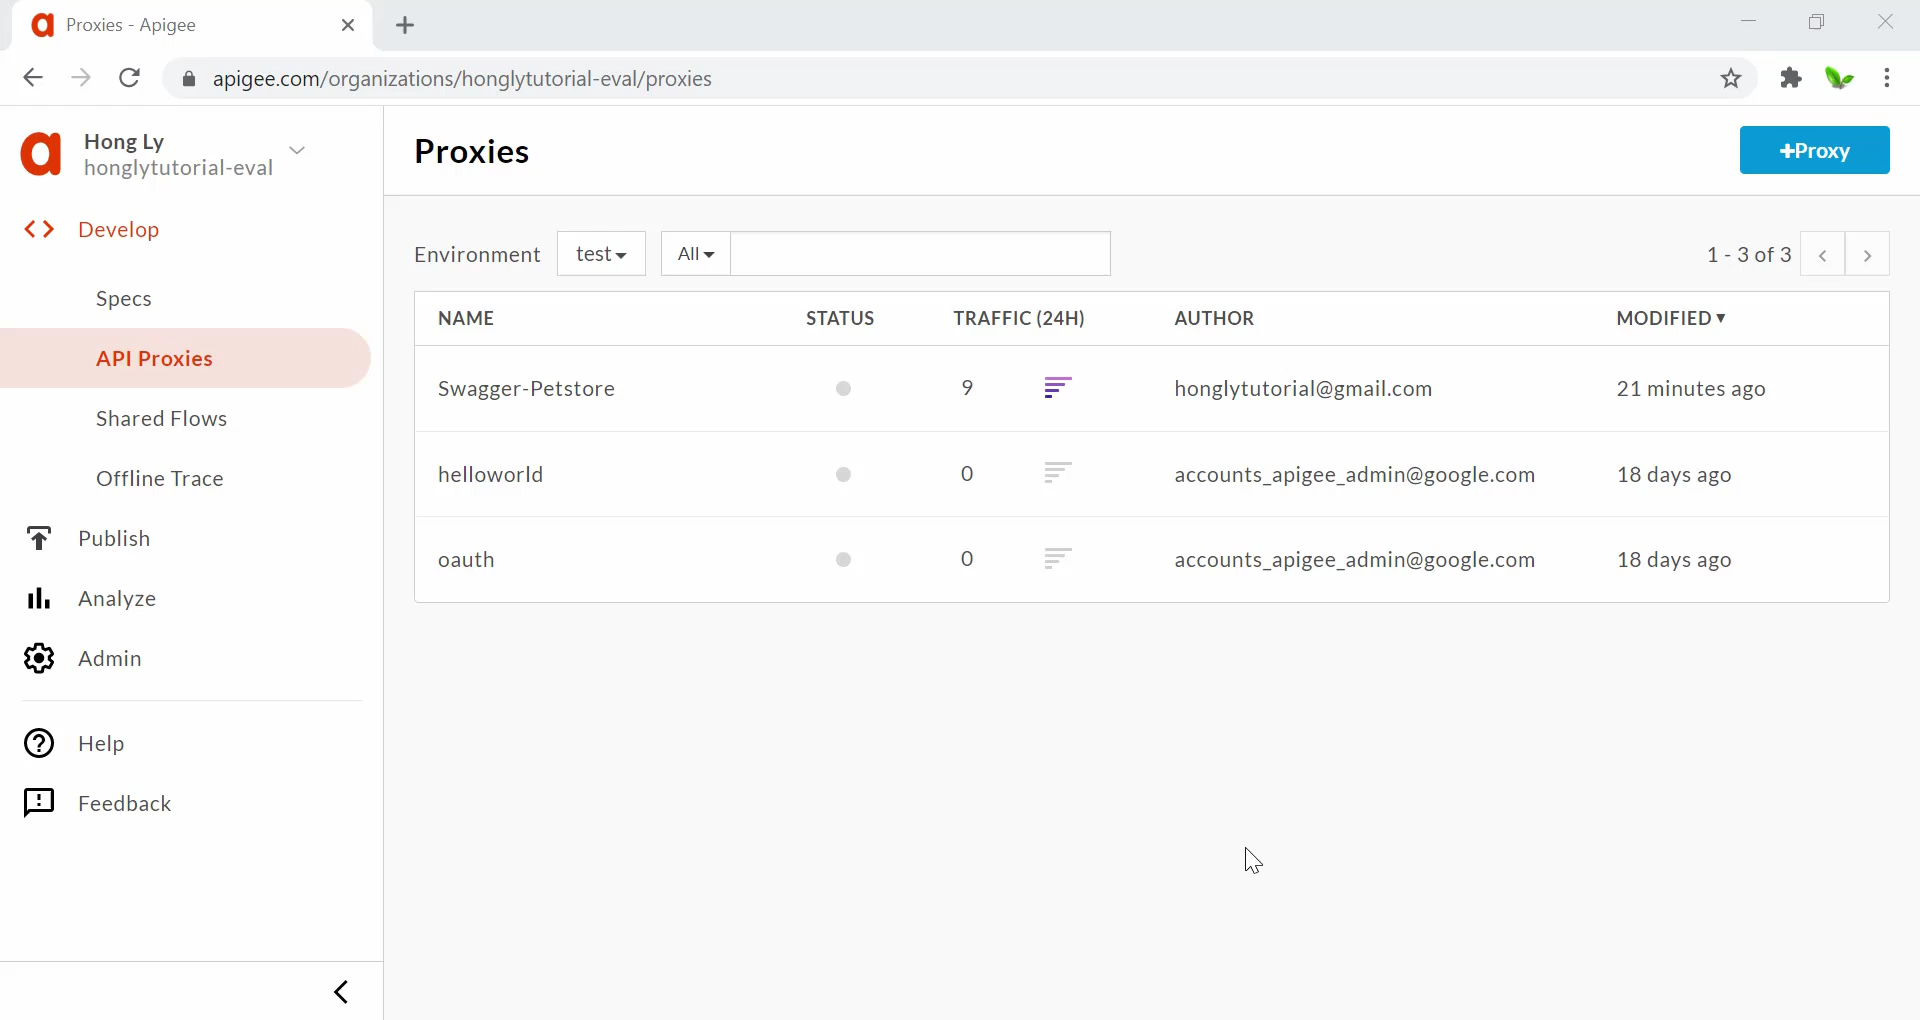 Proxies - Apigee
apigee.com/organizations/honglytutorial-eval/proxies
Hong Ly
honglytutorial-eval
Develop
Specs
API Proxies
Shared Flows
Offline Trace
Publish
Analyze
Admin
Help
Feedback
Proxies
+Proxy
Environment test All 1 - 3 of 3
NAME STATUS TRAFFIC (24H) AUTHOR MODIFIED
Swagger-Petstore 9 honglytutorial@gmail.com 21 minutes ago
helloworld 0 accounts_apigee_admin@google.com 18 days ago
oauth 0 accounts_apigee_admin@google.com 18 days ago